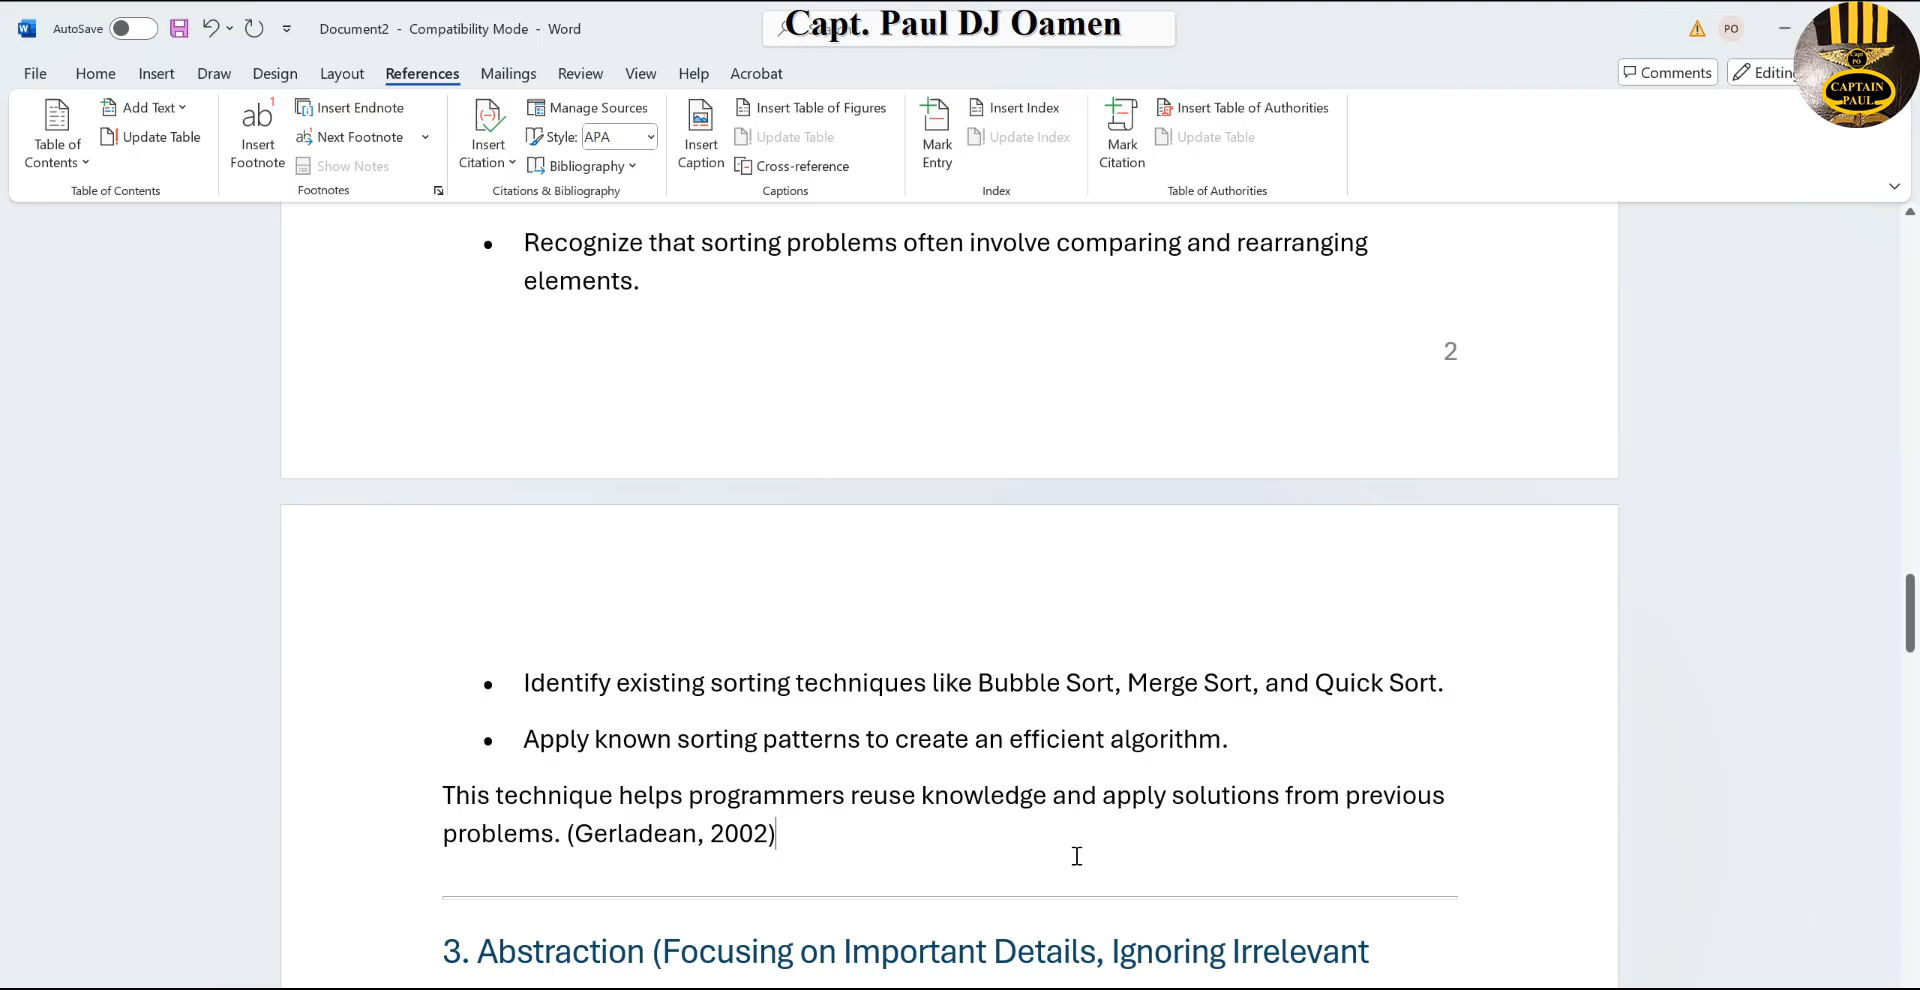 AutoSave
Document2 - Compatibility Mode - Word
Capt. Paul DJ Oamen
PO
File Home Insert Draw Design Layout References Mailings Review View Help Acrobat
Comments
Editing
CAPTAIN
PAUL
Table of
Contents
Add Text
Update Table
Table of Contents
ab1
Insert
Footnote
Insert Endnote
Next Footnote
Show Notes
Footnotes
Insert
Citation
Manage Sources
Style: APA
Bibliography
Citations & Bibliography
Insert
Caption
Insert Table of Figures
Update Table
Cross-reference
Captions
Mark
Entry
Insert Index
Update Index
Index
Mark
Citation
Insert Table of Authorities
Update Table
Table of Authorities
• Recognize that sorting problems often involve comparing and rearranging
elements.
2
• Identify existing sorting techniques like Bubble Sort, Merge Sort, and Quick Sort.
• Apply known sorting patterns to create an efficient algorithm.
This technique helps programmers reuse knowledge and apply solutions from previous
problems. (Gerladean, 2002)
3. Abstraction (Focusing on Important Details, Ignoring Irrelevant